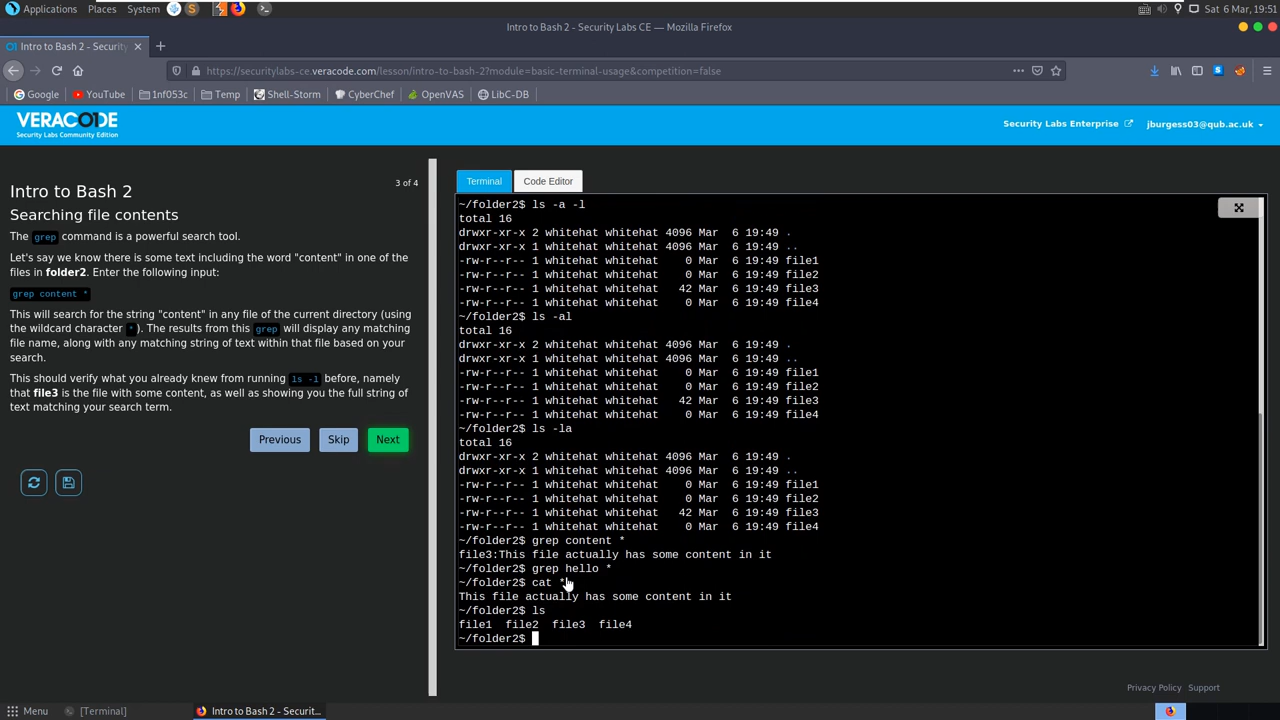 Applications Places System Sat 6 Mar, 19:51
Intro to Bash 2 - Security Labs CE — Mozilla Firefox
Intro to Bash 2 - Security
https://securitylabs-ce.veracode.com/lesson/intro-to-bash-2?module=basic-terminal-usage&competition=false
Google YouTube 1nf053c Temp Shell-Storm CyberChef OpenVAS LibC-DB
VERACODE
Security Labs Community Edition
Security Labs Enterprise jburgess03@qub.ac.uk
Intro to Bash 2
3 of 4
Searching file contents
The grep command is a powerful search tool.
Let's say we know there is some text including the word "content" in one of the
files in folder2. Enter the following input:
grep content *
This will search for the string "content" in any file of the current directory (using
the wildcard character * ). The results from this grep will display any matching
file name, along with any matching string of text within that file based on your
search.
This should verify what you already knew from running ls -l before, namely
that file3 is the file with some content, as well as showing you the full string of
text matching your search term.
Previous Skip Next
Terminal Code Editor
~/folder2$ ls -a -l
total 16
drwxr-xr-x 2 whitehat whitehat 4096 Mar  6 19:49 .
drwxr-xr-x 1 whitehat whitehat 4096 Mar  6 19:49 ..
-rw-r--r-- 1 whitehat whitehat    0 Mar  6 19:49 file1
-rw-r--r-- 1 whitehat whitehat    0 Mar  6 19:49 file2
-rw-r--r-- 1 whitehat whitehat   42 Mar  6 19:49 file3
-rw-r--r-- 1 whitehat whitehat    0 Mar  6 19:49 file4
~/folder2$ ls -al
total 16
drwxr-xr-x 2 whitehat whitehat 4096 Mar  6 19:49 .
drwxr-xr-x 1 whitehat whitehat 4096 Mar  6 19:49 ..
-rw-r--r-- 1 whitehat whitehat    0 Mar  6 19:49 file1
-rw-r--r-- 1 whitehat whitehat    0 Mar  6 19:49 file2
-rw-r--r-- 1 whitehat whitehat   42 Mar  6 19:49 file3
-rw-r--r-- 1 whitehat whitehat    0 Mar  6 19:49 file4
~/folder2$ ls -la
total 16
drwxr-xr-x 2 whitehat whitehat 4096 Mar  6 19:49 .
drwxr-xr-x 1 whitehat whitehat 4096 Mar  6 19:49 ..
-rw-r--r-- 1 whitehat whitehat    0 Mar  6 19:49 file1
-rw-r--r-- 1 whitehat whitehat    0 Mar  6 19:49 file2
-rw-r--r-- 1 whitehat whitehat   42 Mar  6 19:49 file3
-rw-r--r-- 1 whitehat whitehat    0 Mar  6 19:49 file4
~/folder2$ grep content *
file3:This file actually has some content in it
~/folder2$ grep hello *
~/folder2$ cat *
This file actually has some content in it
~/folder2$ ls
file1  file2  file3  file4
~/folder2$
Privacy Policy Support
Menu [Terminal] Intro to Bash 2 - Securit...